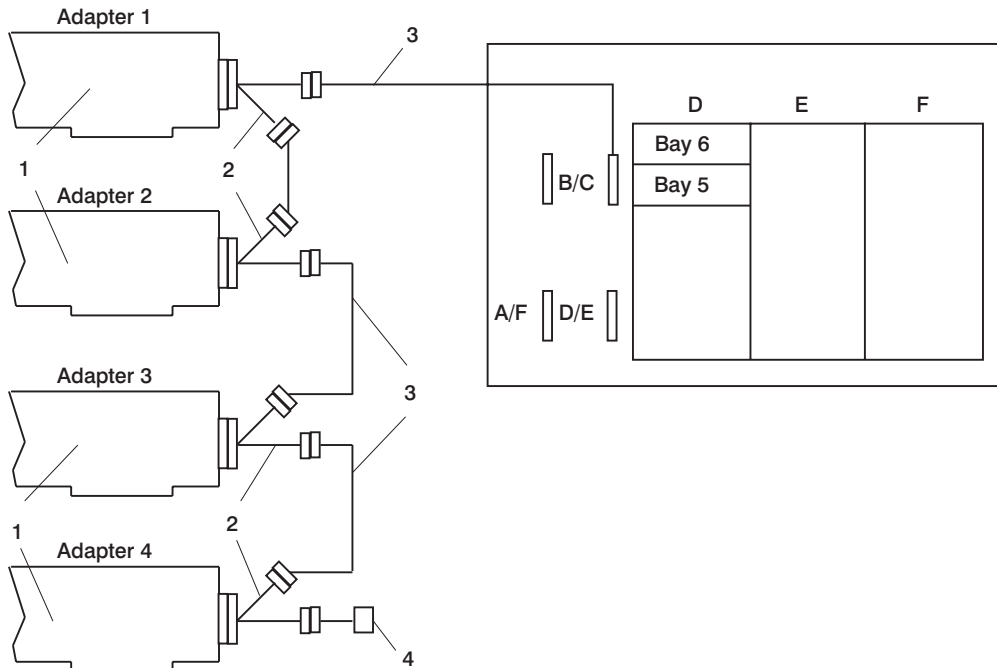 Adapter 1
3
D E F
1
2
Bay 6
B/C
Bay 5
Adapter 2
1
A/F D/E
Adapter 3
3
1
2
Adapter 4
4